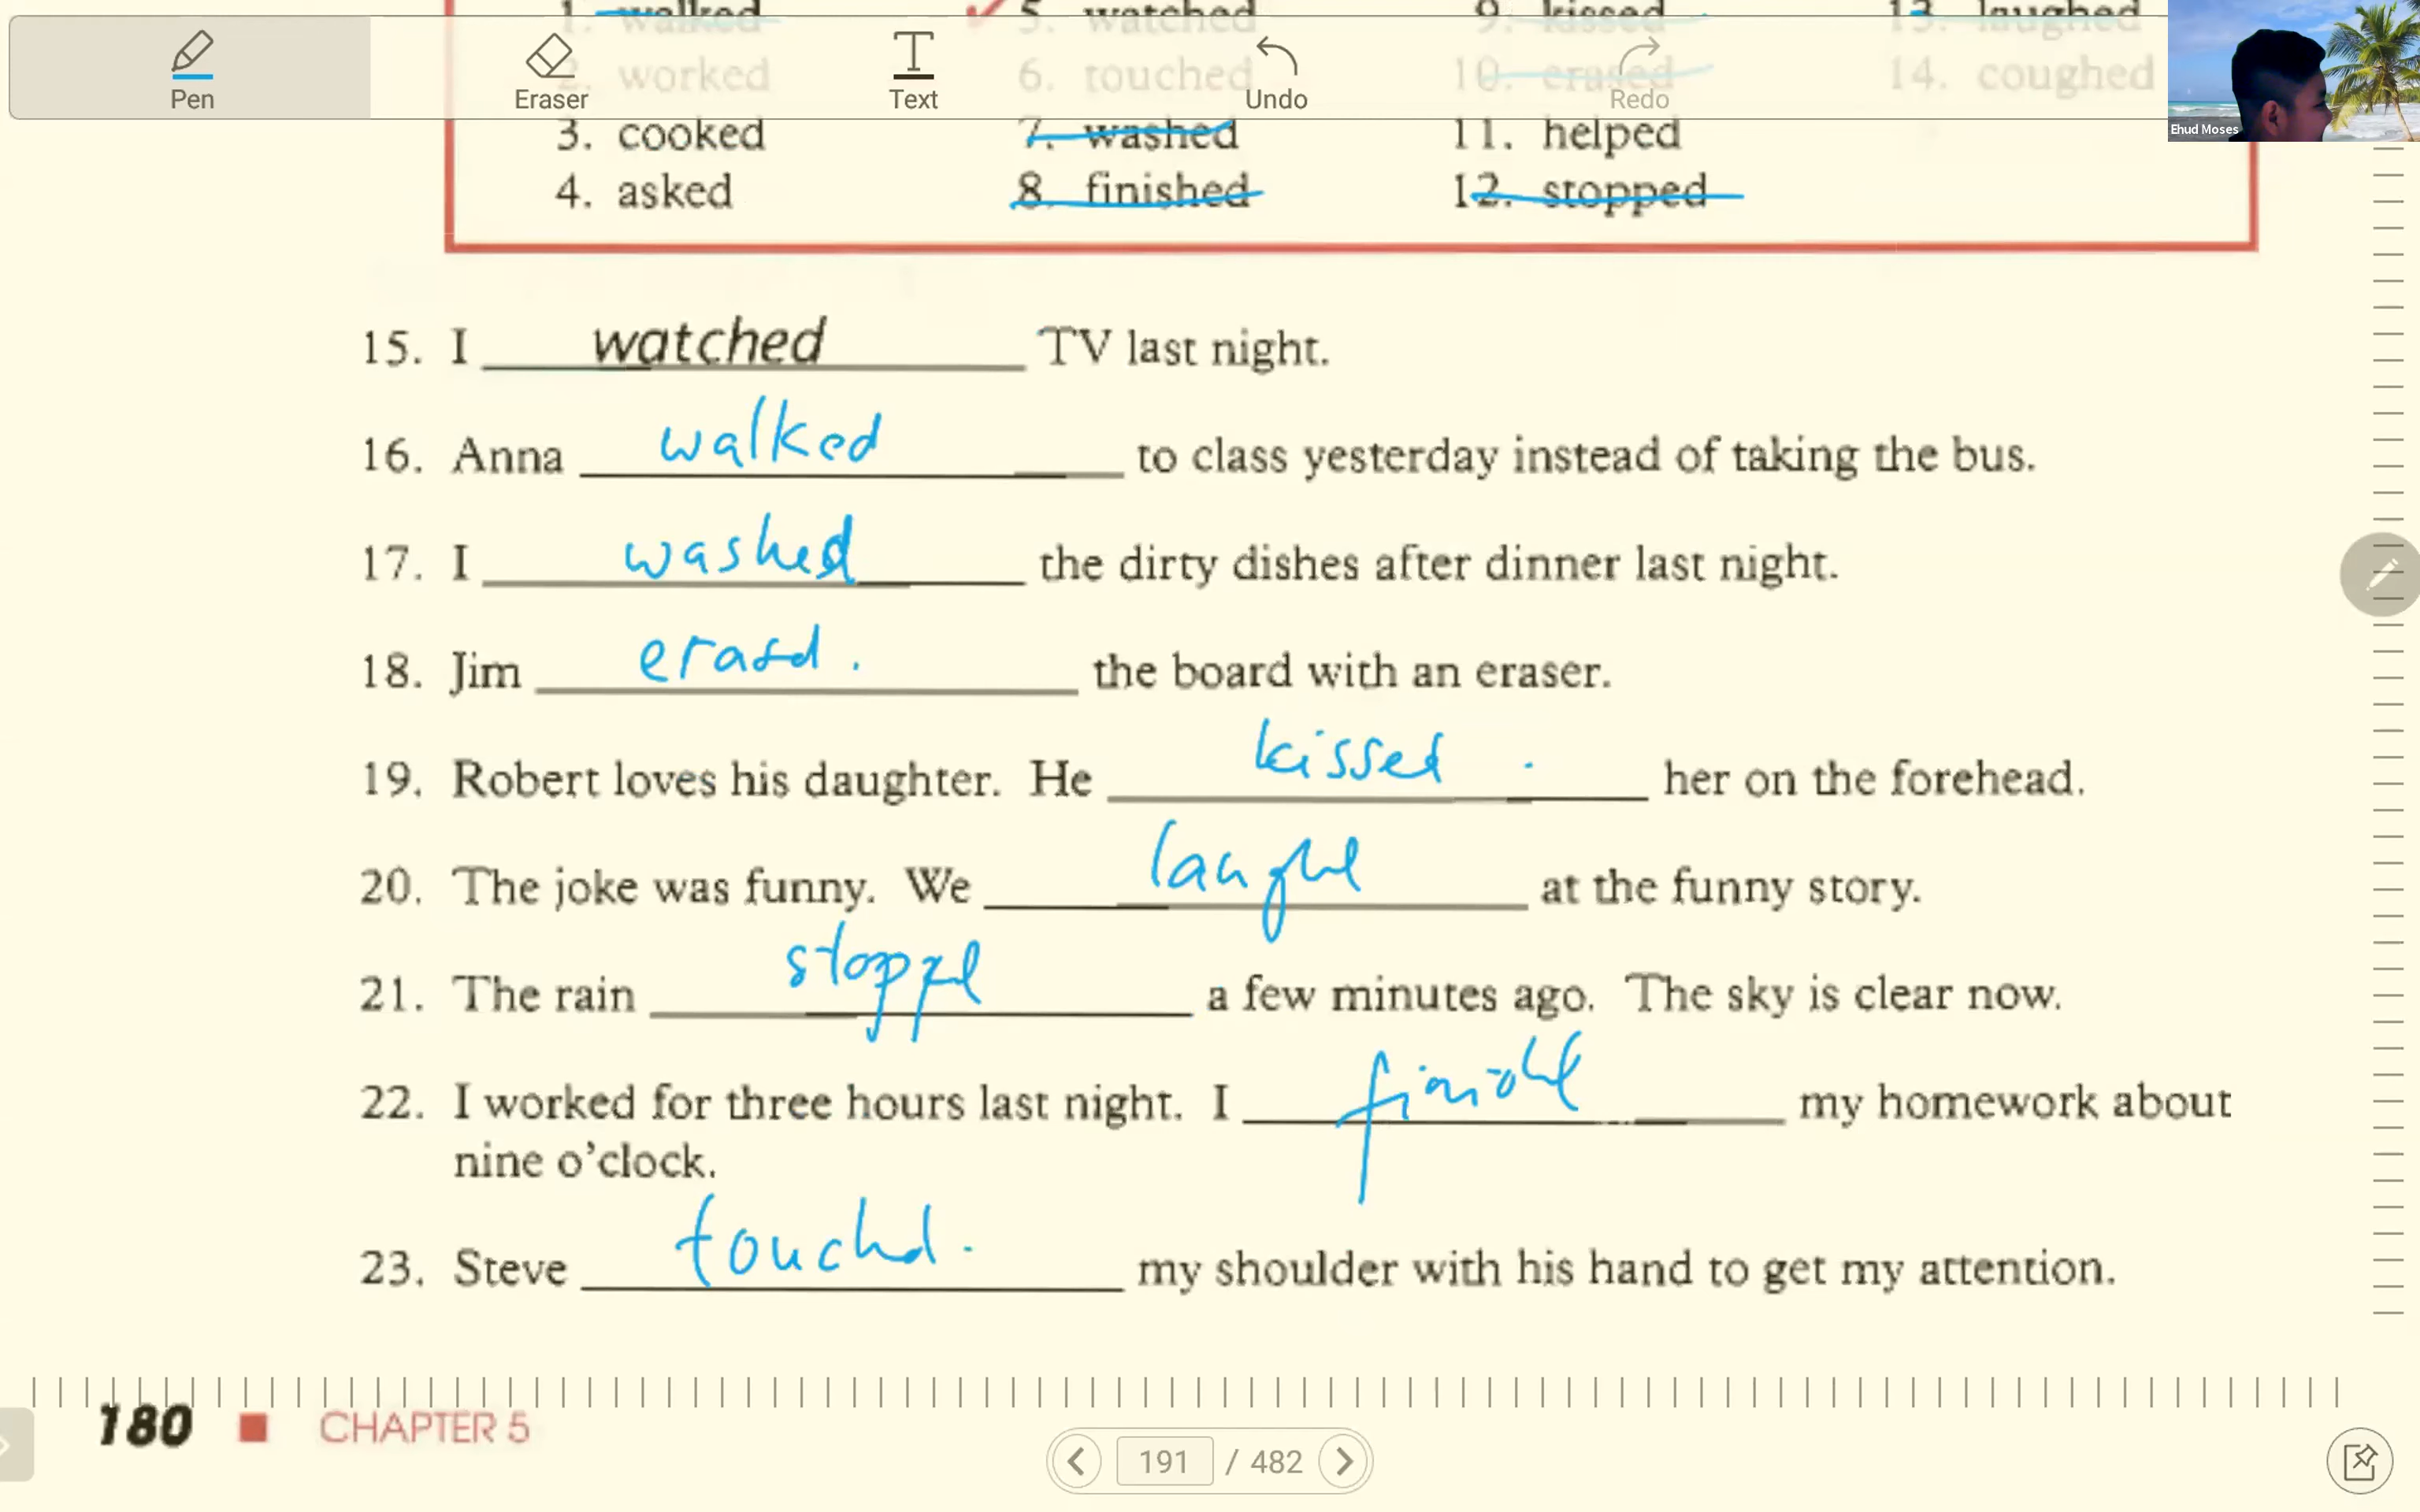 1. walked 5. watched 9. kissed 13. laughed
Pen Eraser Text Undo Redo
2. worked 6. touched 10. erased 14. coughed
Ehud Moses
3. cooked 7. washed 11. helped
4. asked 8. finished 12. stopped
15. I watched TV last night.
16. Anna walked to class yesterday instead of taking the bus.
17. I washed the dirty dishes after dinner last night.
18. Jim the board with an eraser.
19. Robert loves his daughter. He kissed her on the forehead.
20. The joke was funny. We at the funny story.
21. The rain a few minutes ago. The sky is clear now.
22. I worked for three hours last night. I my homework about
nine o'clock.
23. Steve touchd. my shoulder with his hand to get my attention.
180 CHAPTER 5
191 / 482